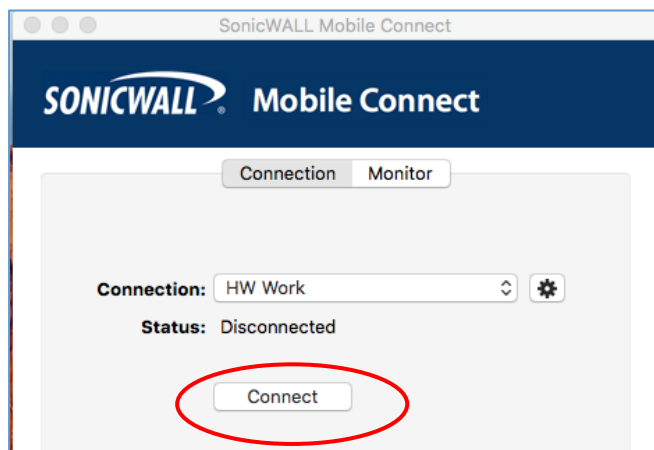 SonicWALL Mobile Connect
SONICWALL® Mobile Connect
Connection Monitor
Connection: HW Work
Status: Disconnected
Connect